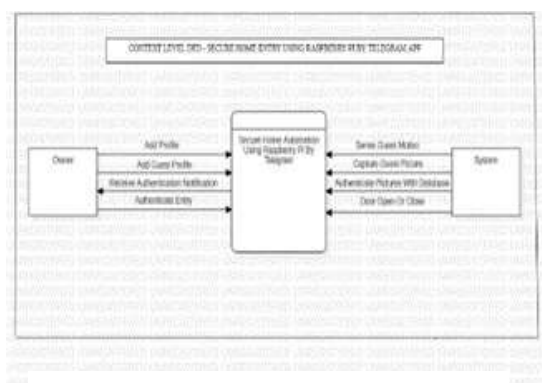 CONTEXT LEVEL DFD - SECURE HOME ENTRY USING RASPBERRY PI BY TELEGRAM APP
Owner
Add Profile
Add Guest Profile
Receive Authentication Notification
Authenticate Entry
Secure Home Automation
Using Raspberry Pi By
Telegram
Sense Guest Motion
Capture Guest Picture
Authenticate Pictures With Database
Door Open Or Close
System